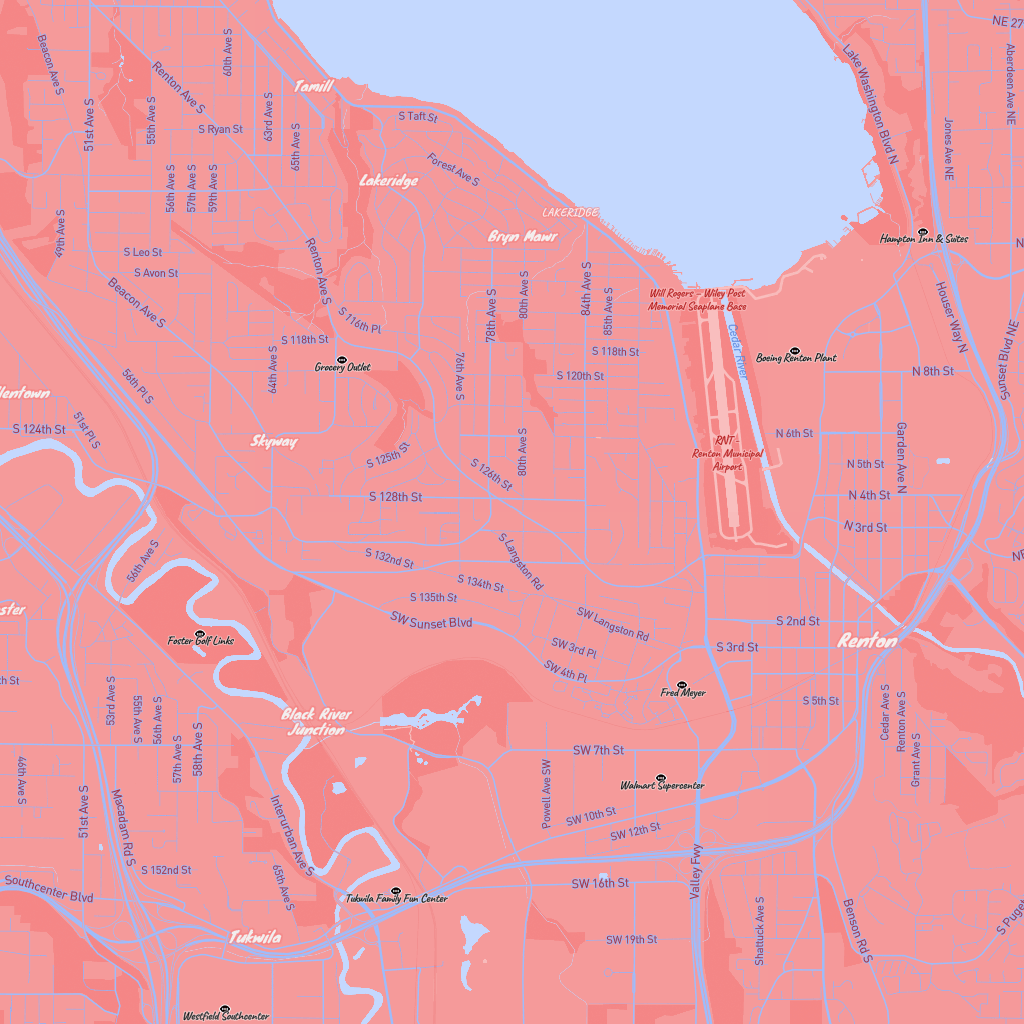 NE 27
Beacon Ave S
60th Ave S
Renton Ave S
Lake Washington Blvd N
Aberdeen Ave NE
Tamill
51st Ave S
55th Ave S
63rd Ave S
S Taft St
S Ryan St
65th Ave S
Jones Ave NE
Forest Ave S
56th Ave S
57th Ave S
59th Ave S
Lakeridge
LAKERIDGE
49th Ave S
Bryn Mawr
Hampton Inn & Suites
N
S Leo St
S Avon St
Renton Ave S
Beacon Ave S
80th Ave S
84th Ave S
85th Ave S
78th Ave S
Will Rogers - Wiley Post
Memorial Seaplane Base
Houser Way N
S 116th Pl
Cedar River
S 118th St
S 118th St
Boeing Renton Plant
Sunset Blvd NE
Grocery Outlet
64th Ave S
76th Ave S
S 120th St
N 8th St
56th Pl S
llentown
S 124th St
51st Pl S
Skyway
S 125th St
80th Ave S
RNT -
Renton Municipal
Airport
N 6th St
Garden Ave N
S 126th St
N 5th St
S 128th St
N 4th St
N 3rd St
56th Ave S
S 132nd St
S Langston Rd
NE
S 134th St
S 135th St
ster
SW Sunset Blvd
SW Langston Rd
S 2nd St
Foster Golf Links
SW 3rd Pl
S 3rd St
Renton
SW 4th Pl
th St
53rd Ave S
55th Ave S
56th Ave S
57th Ave S
58th Ave S
Fred Meyer
S 5th St
Cedar Ave S
Renton Ave S
Grant Ave S
Black River
Junction
SW 7th St
46th Ave S
51st Ave S
Macadam Rd S
Interurban Ave S
Powell Ave SW
Walmart Supercenter
SW 10th St
SW 12th St
S 152nd St
Southcenter Blvd
65th Ave S
Valley Fwy
SW 16th St
Tukwila Family Fun Center
Shattuck Ave S
Benson Rd S
S Puget
Tukwila
SW 19th St
Westfield Southcenter